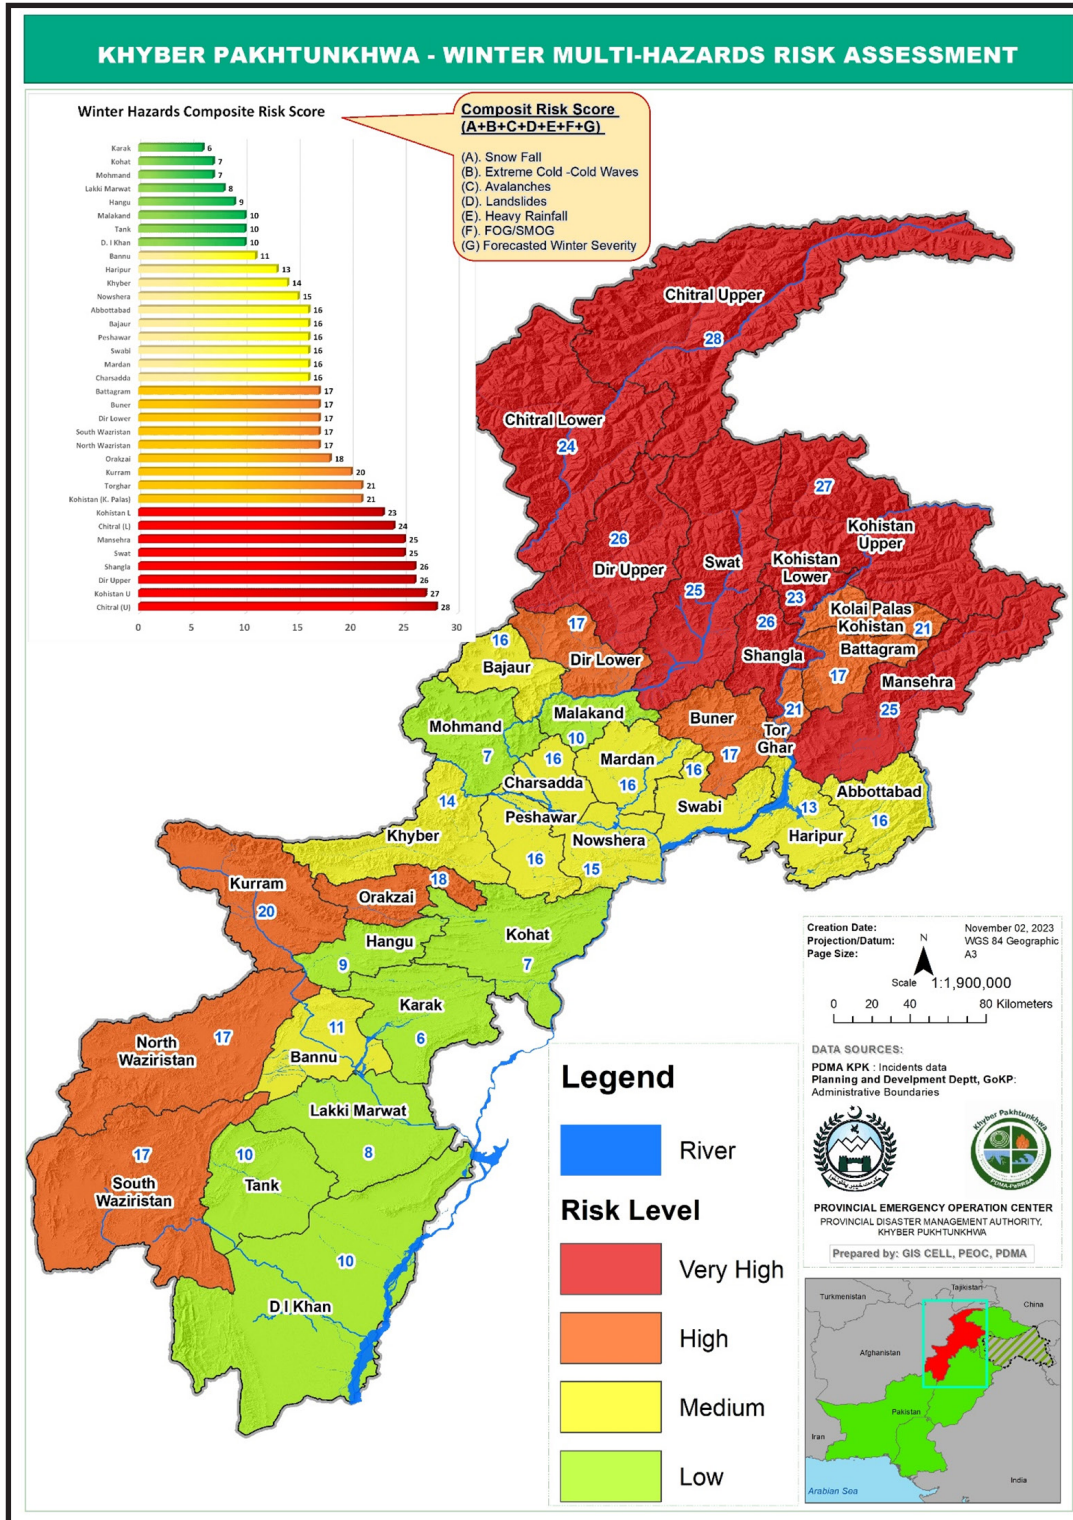 KHYBER PAKHTUNKHWA - WINTER MULTI-HAZARDS RISK ASSESSMENT
Winter Hazards Composite Risk Score
Composit Risk Score
(A+B+C+D+E+F+G)
(A). Snow Fall
(B). Extreme Cold -Cold Waves
(C). Avalanches
(D). Landslides
(E). Heavy Rainfall
(F). FOG/SMOG
(G) Forecasted Winter Severity
Karak 6
Kohat 7
Mohmand 7
Lakki Marwat 8
Hangu 9
Malakand 10
Tank 10
D. I Khan 10
Bannu 11
Haripur 13
Khyber 14
Nowshera 15
Abbottabad 16
Bajaur 16
Peshawar 16
Swabi 16
Mardan 16
Charsadda 16
Battagram 17
Buner 17
Dir Lower 17
South Wazristan 17
North Wazristan 17
Orakzai 18
Kurram 20
Torghar 21
Kohistan (K. Palas) 21
Kohistan L 23
Chitral (L) 24
Mansehra 25
Swat 25
Shangla 26
Dir Upper 26
Kohistan U 27
Chitral (U) 28
0 5 10 15 20 25 30
Chitral Upper
28
Chitral Lower
24
27
Kohistan
Upper
26
Dir Upper
Swat
25
Kohistan
Lower
23
26
Shangla
Kolai Palas
Kohistan
21
Battagram
17
Mansehra
25
17
Dir Lower
16
Bajaur
Mohmand
7
Malakand
10
Buner
17
21
Tor
Ghar
16
Charsadda
Mardan
16
16
Swabi
Abbottabad
16
13
Haripur
14
Khyber
Peshawar
16
Nowshera
15
Kurram
20
18
Orakzai
Hangu
9
Kohat
7
Karak
6
North
Waziristan
17
11
Bannu
Lakki Marwat
8
17
South
Waziristan
10
Tank
10
D I Khan
Creation Date: November 02, 2023
Projection/Datum: WGS 84 Geographic
Page Size: A3
N
Scale 1:1,900,000
0 20 40 80 Kilometers
DATA SOURCES:
PDMA KPK : Incidents data
Planning and Develpment Deptt, GoKP:
Administrative Boundaries
Khyber Pakhtunkhwa
PDMA-PaRRSA
PROVINCIAL EMERGENCY OPERATION CENTER
PROVINCIAL DISASTER MANAGEMENT AUTHORITY,
KHYBER PUKHTUNKHWA
Prepared by: GIS CELL, PEOC, PDMA
Legend
River
Risk Level
Very High
High
Medium
Low
Turkmenistan
Tajikistan
China
Afghanistan
Pakistan
Iran
India
Arabian Sea